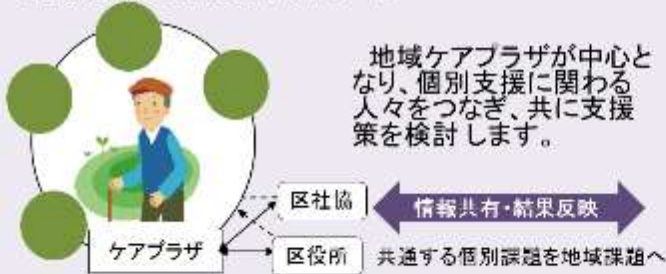 地域ケアプラザが中心と
なり、個別支援に関わる
人々をつなぎ、共に支援
策を検討します。
区社協
情報共有・結果反映
ケアプラザ
区役所
共通する個別課題を地域課題へ